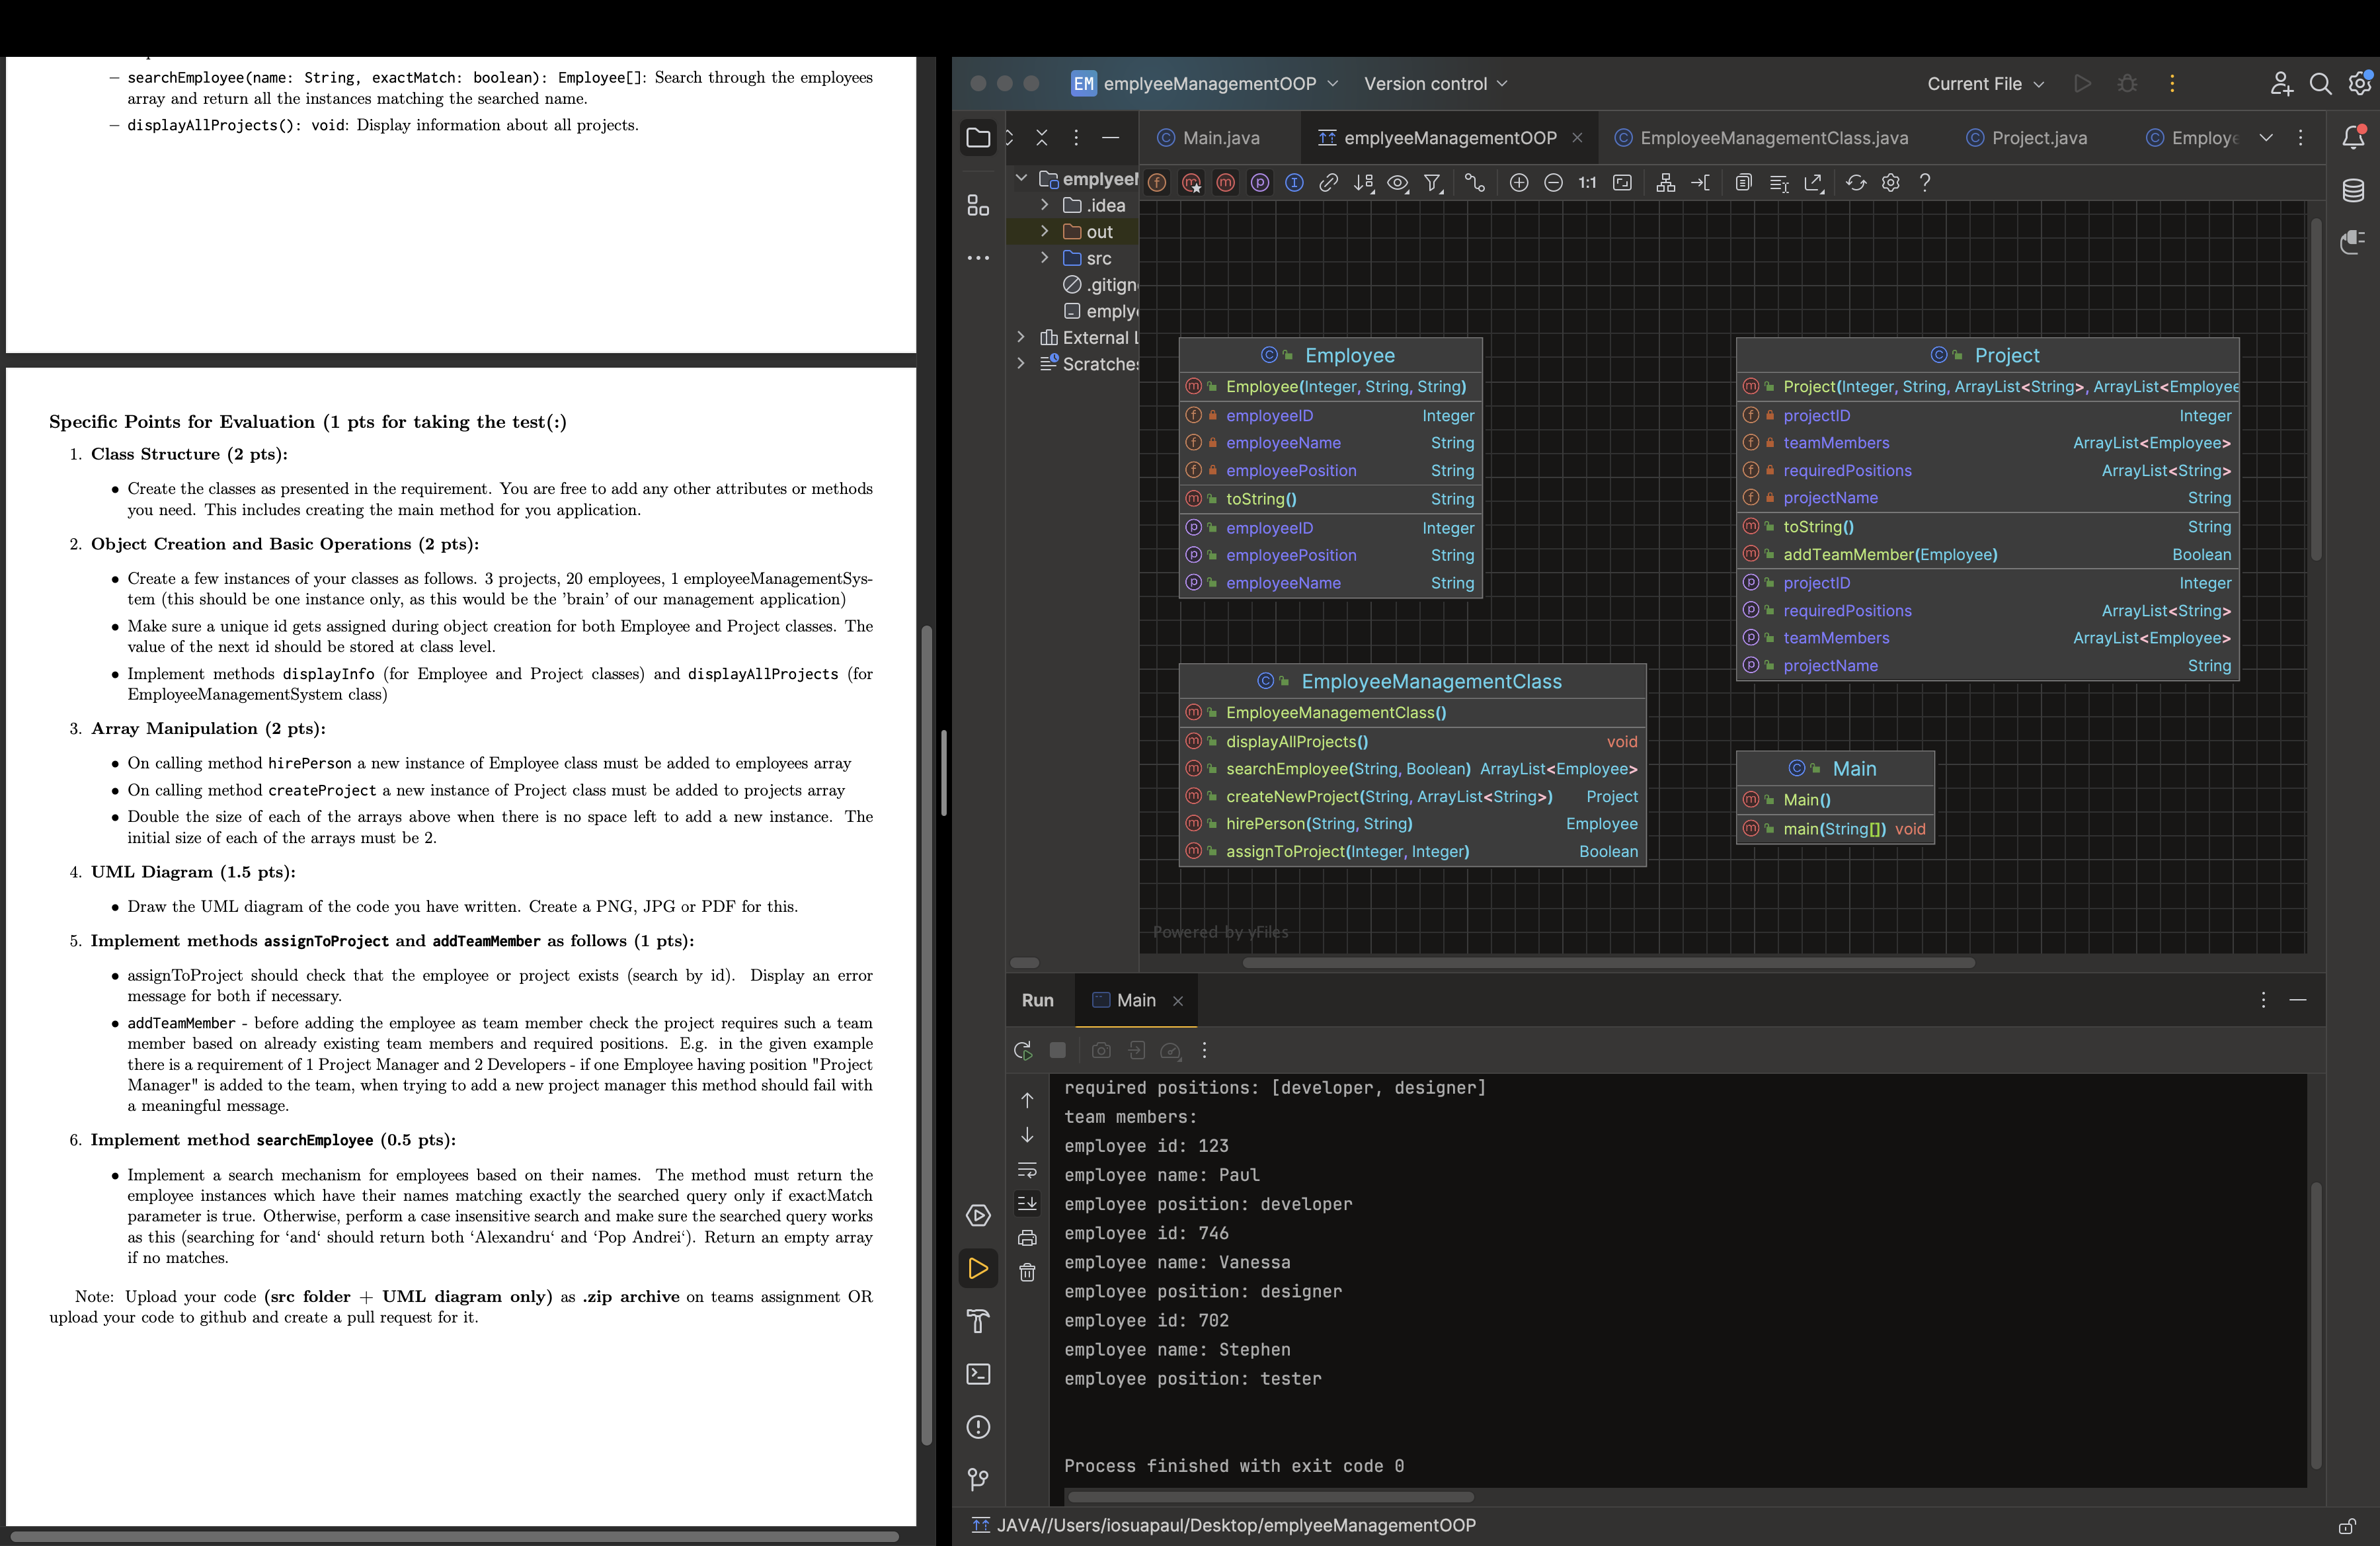 – searchEmployee(name: String, exactMatch: boolean): Employee[]: Search through the employees
array and return all the instances matching the searched name.
– displayAllProjects(): void: Display information about all projects.
Specific Points for Evaluation (1 pts for taking the test(:)
1. Class Structure (2 pts):
• Create the classes as presented in the requirement. You are free to add any other attributes or methods
you need. This includes creating the main method for you application.
2. Object Creation and Basic Operations (2 pts):
• Create a few instances of your classes as follows. 3 projects, 20 employees, 1 employeeManagementSys-
tem (this should be one instance only, as this would be the 'brain' of our management application)
• Make sure a unique id gets assigned during object creation for both Employee and Project classes. The
value of the next id should be stored at class level.
• Implement methods displayInfo (for Employee and Project classes) and displayAllProjects (for
EmployeeManagementSystem class)
3. Array Manipulation (2 pts):
• On calling method hirePerson a new instance of Employee class must be added to employees array
• On calling method createProject a new instance of Project class must be added to projects array
• Double the size of each of the arrays above when there is no space left to add a new instance. The
initial size of each of the arrays must be 2.
4. UML Diagram (1.5 pts):
• Draw the UML diagram of the code you have written. Create a PNG, JPG or PDF for this.
5. Implement methods assignToProject and addTeamMember as follows (1 pts):
• assignToProject should check that the employee or project exists (search by id). Display an error
message for both if necessary.
• addTeamMember - before adding the employee as team member check the project requires such a team
member based on already existing team members and required positions. E.g. in the given example
there is a requirement of 1 Project Manager and 2 Developers - if one Employee having position "Project
Manager" is added to the team, when trying to add a new project manager this method should fail with
a meaningful message.
6. Implement method searchEmployee (0.5 pts):
• Implement a search mechanism for employees based on their names. The method must return the
employee instances which have their names matching exactly the searched query only if exactMatch
parameter is true. Otherwise, perform a case insensitive search and make sure the searched query works
as this (searching for ‘and‘ should return both ‘Alexandru‘ and ‘Pop Andrei‘). Return an empty array
if no matches.
Note: Upload your code (src folder + UML diagram only) as .zip archive on teams assignment OR
upload your code to github and create a pull request for it.
EM emplyeeManagementOOP Version control Current File
Main.java emplyeeManagementOOP EmployeeManagementClass.java Project.java Employe
1:1 ?
emplyeeM
.idea
out
src
.gitign
emplye
External L
Scratches
Employee
Employee(Integer, String, String)
employeeID Integer
employeeName String
employeePosition String
toString() String
employeeID Integer
employeePosition String
employeeName String
Project
Project(Integer, String, ArrayList<String>, ArrayList<Employee
projectID Integer
teamMembers ArrayList<Employee>
requiredPositions ArrayList<String>
projectName String
toString() String
addTeamMember(Employee) Boolean
projectID Integer
requiredPositions ArrayList<String>
teamMembers ArrayList<Employee>
projectName String
EmployeeManagementClass
EmployeeManagementClass()
displayAllProjects() void
searchEmployee(String, Boolean) ArrayList<Employee>
createNewProject(String, ArrayList<String>) Project
hirePerson(String, String) Employee
assignToProject(Integer, Integer) Boolean
Main
Main()
main(String[]) void
Powered by yFiles
Run Main
required positions: [developer, designer]
team members:
employee id: 123
employee name: Paul
employee position: developer
employee id: 746
employee name: Vanessa
employee position: designer
employee id: 702
employee name: Stephen
employee position: tester
Process finished with exit code 0
JAVA//Users/iosuapaul/Desktop/emplyeeManagementOOP